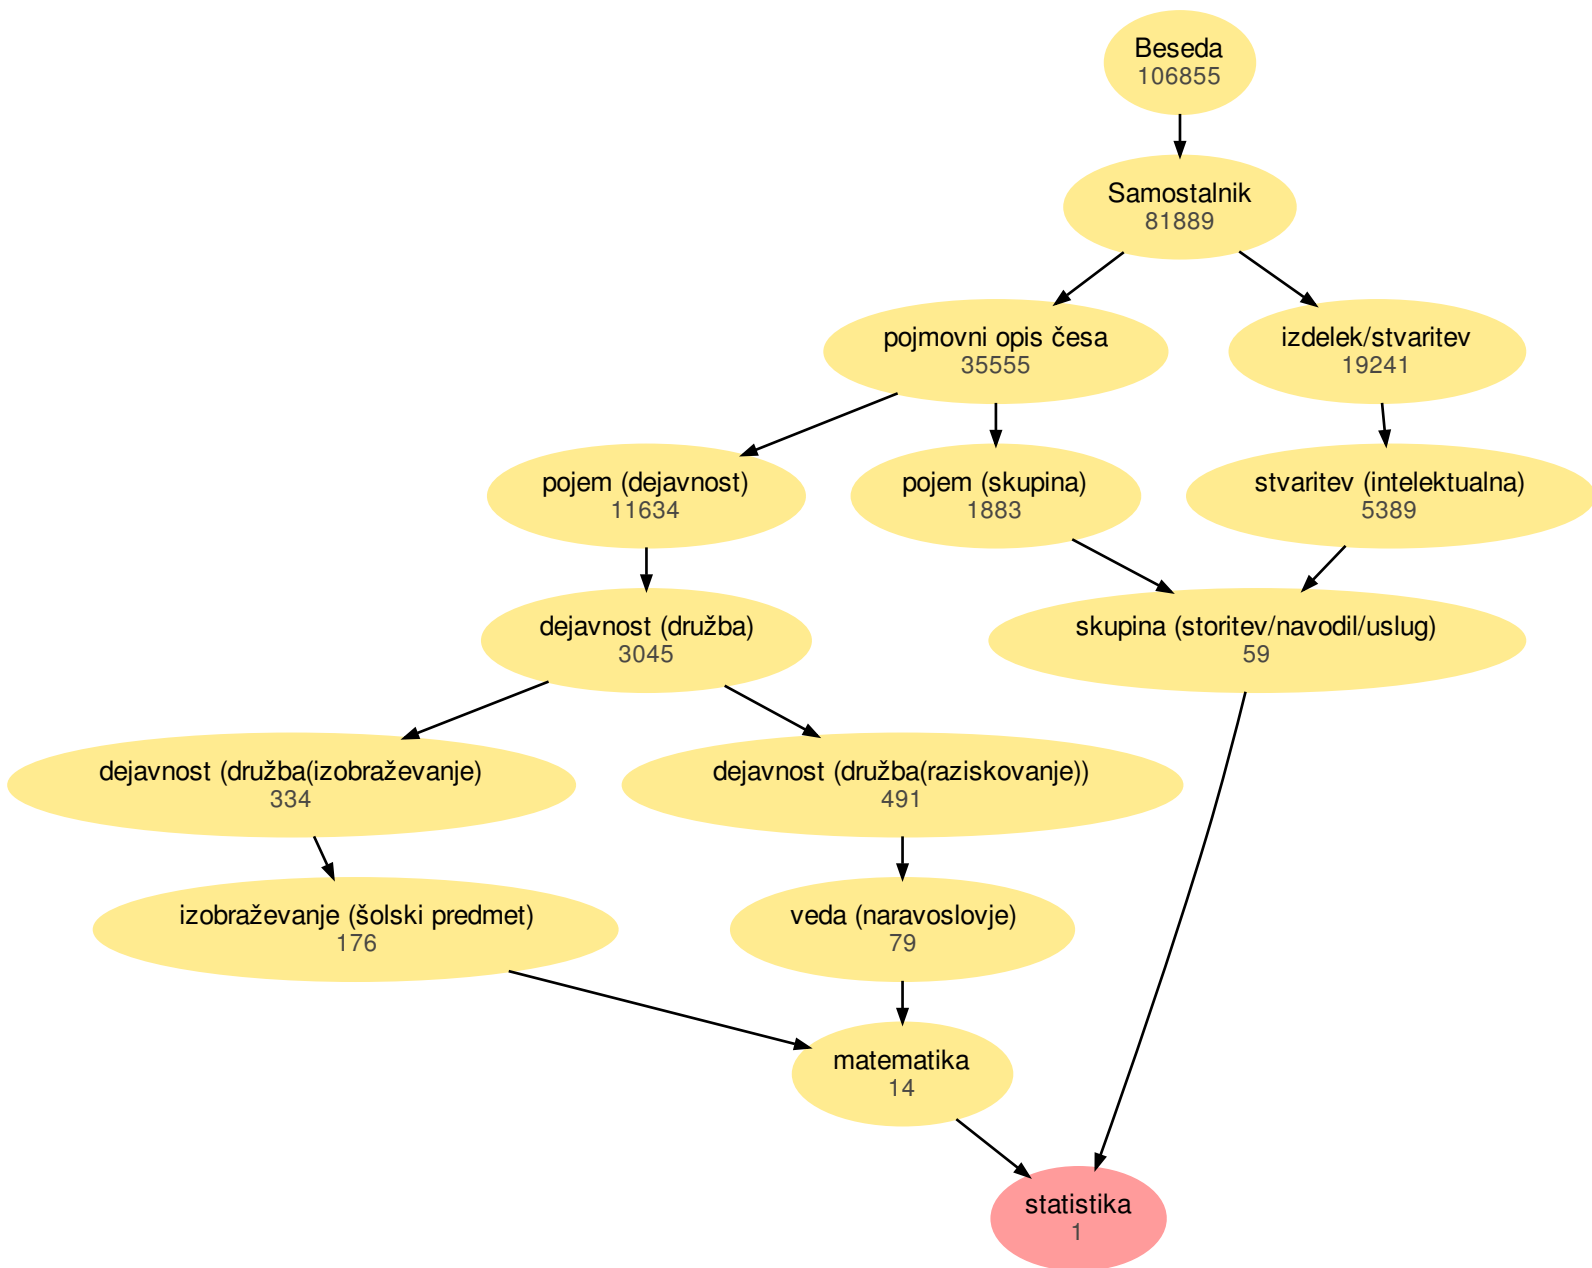 Beseda
106855
Samostalnik
81889
pojmovni opis česa
35555
izdelek/stvaritev
19241
pojem (dejavnost)
11634
pojem (skupina)
1883
stvaritev (intelektualna)
5389
dejavnost (družba)
3045
skupina (storitev/navodil/uslug)
59
dejavnost (družba(izobraževanje)
334
dejavnost (družba(raziskovanje))
491
izobraževanje (šolski predmet)
176
veda (naravoslovje)
79
matematika
14
statistika
1